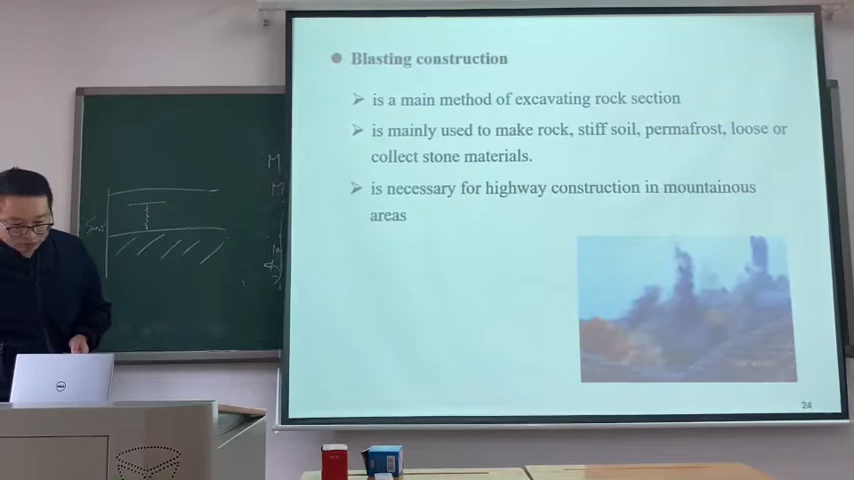 Blasting construction
is a main method of excavating rock section
is mainly used to make rock, stiff soil, permafrost, loose or
collect stone materials.
is necessary for highway construction in mountainous
areas
24
DELL